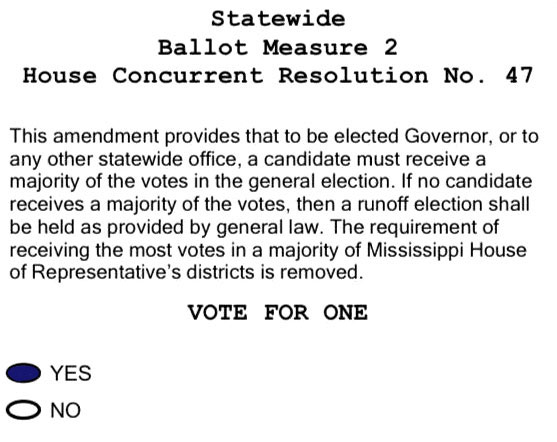 Statewide
Ballot Measure 2
House Concurrent Resolution No. 47
This amendment provides that to be elected Governor, or to
any other statewide office, a candidate must receive a
majority of the votes in the general election. If no candidate
receives a majority of the votes, then a runoff election shall
be held as provided by general law. The requirement of
receiving the most votes in a majority of Mississippi House
of Representative's districts is removed.
VOTE FOR ONE
YES
NO